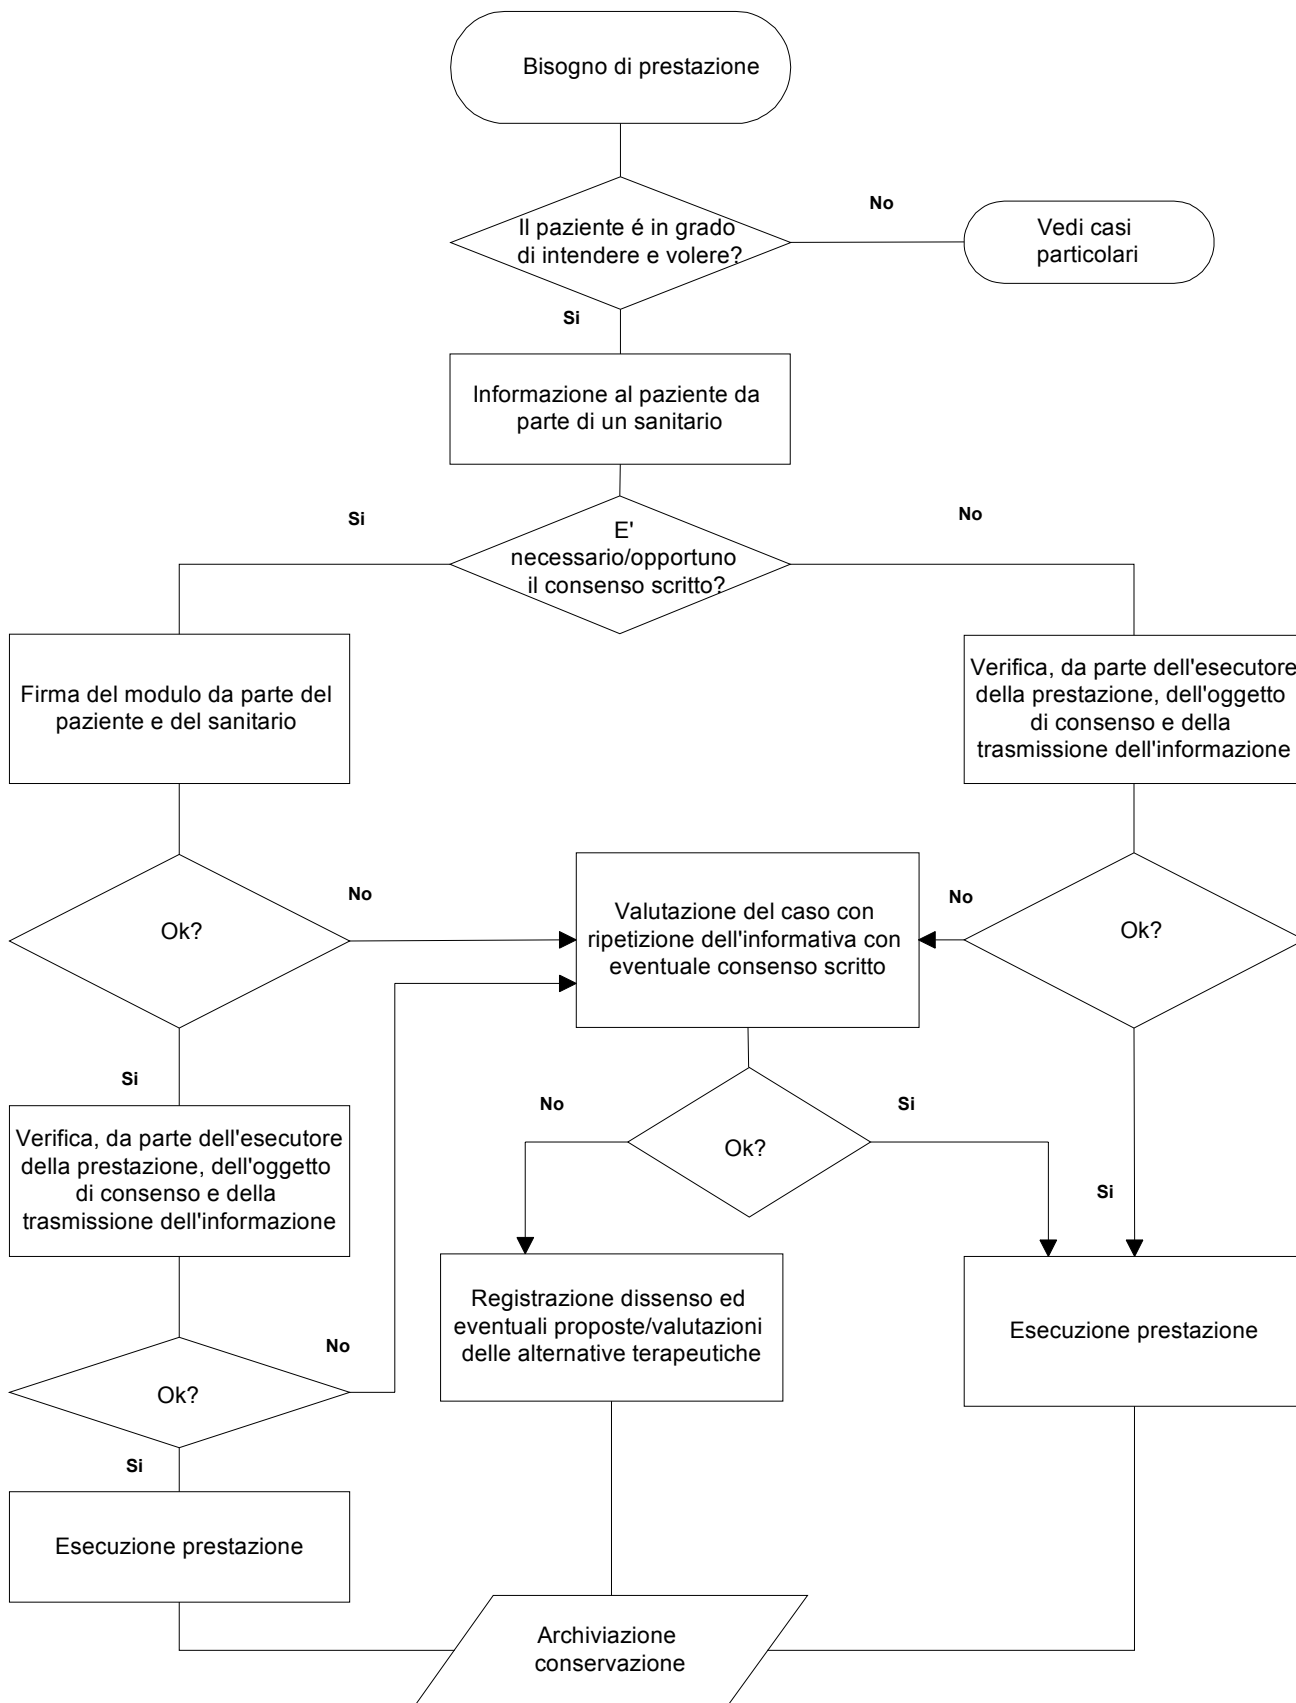 Bisogno di prestazione
Il paziente é in grado
di intendere e volere?
No
Vedi casi
particolari
Si
Informazione al paziente da
parte di un sanitario
Si
E'
necessario/opportuno
il consenso scritto?
No
Firma del modulo da parte del
paziente e del sanitario
Verifica, da parte dell'esecutore
della prestazione, dell'oggetto
di consenso e della
trasmissione dell'informazione
Ok?
No
Valutazione del caso con
ripetizione dell'informativa con
eventuale consenso scritto
No
Ok?
Si
Verifica, da parte dell'esecutore
della prestazione, dell'oggetto
di consenso e della
trasmissione dell'informazione
No
Ok?
Si
Si
Registrazione dissenso ed
eventuali proposte/valutazioni
delle alternative terapeutiche
Esecuzione prestazione
No
Ok?
Si
Esecuzione prestazione
Archiviazione
conservazione